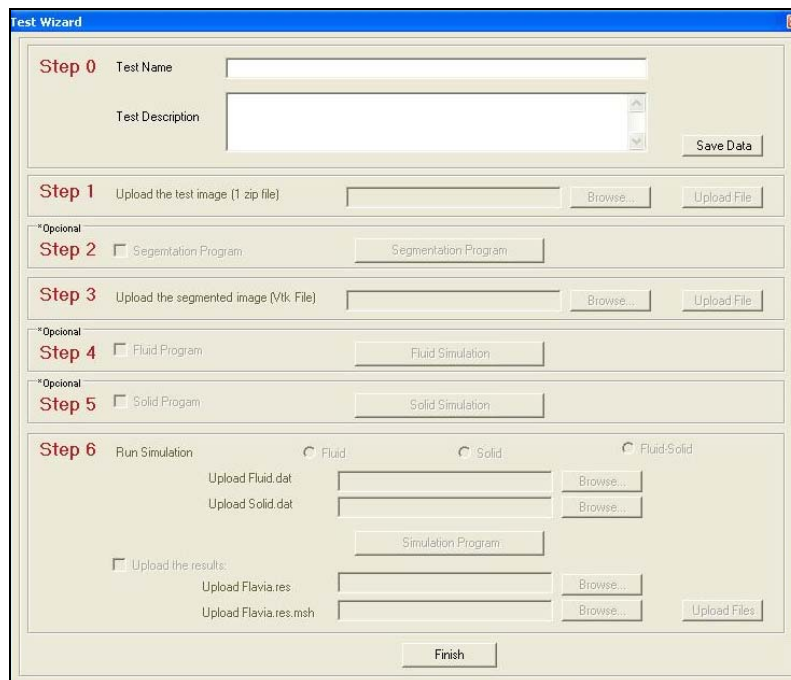 Test Wizard
Step 0 Test Name
Test Description
Save Data
Step 1 Upload the test image (1 zip file) Browse... Upload File
*Opcional
Step 2 Segemtation Program Segmentation Program
Step 3 Upload the segmented image (Vtk File) Browse... Upload File
*Opcional
Step 4 Fluid Program Fluid Simulation
*Opcional
Step 5 Solid Progam Solid Simulation
Step 6 Run Simulation Fluid Solid Fluid-Solid
Upload Fluid.dat Browse...
Upload Solid.dat Browse...
Simulation Program
Upload the results:
Upload Flavia.res Browse...
Upload Flavia.res.msh Browse... Upload Files
Finish